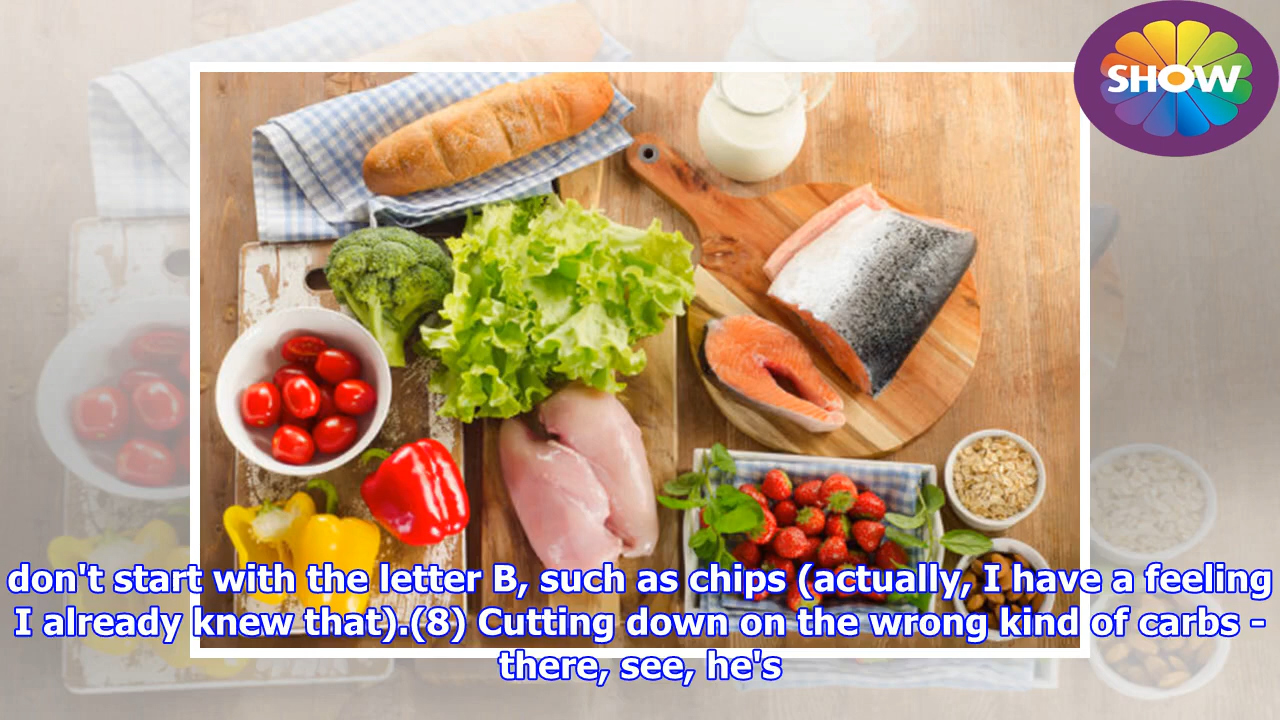 SHOW
don't start with the letter B, such as chips (actually, I have a feeling
I already knew that).(8) Cutting down on the wrong kind of carbs -
there, see, he's